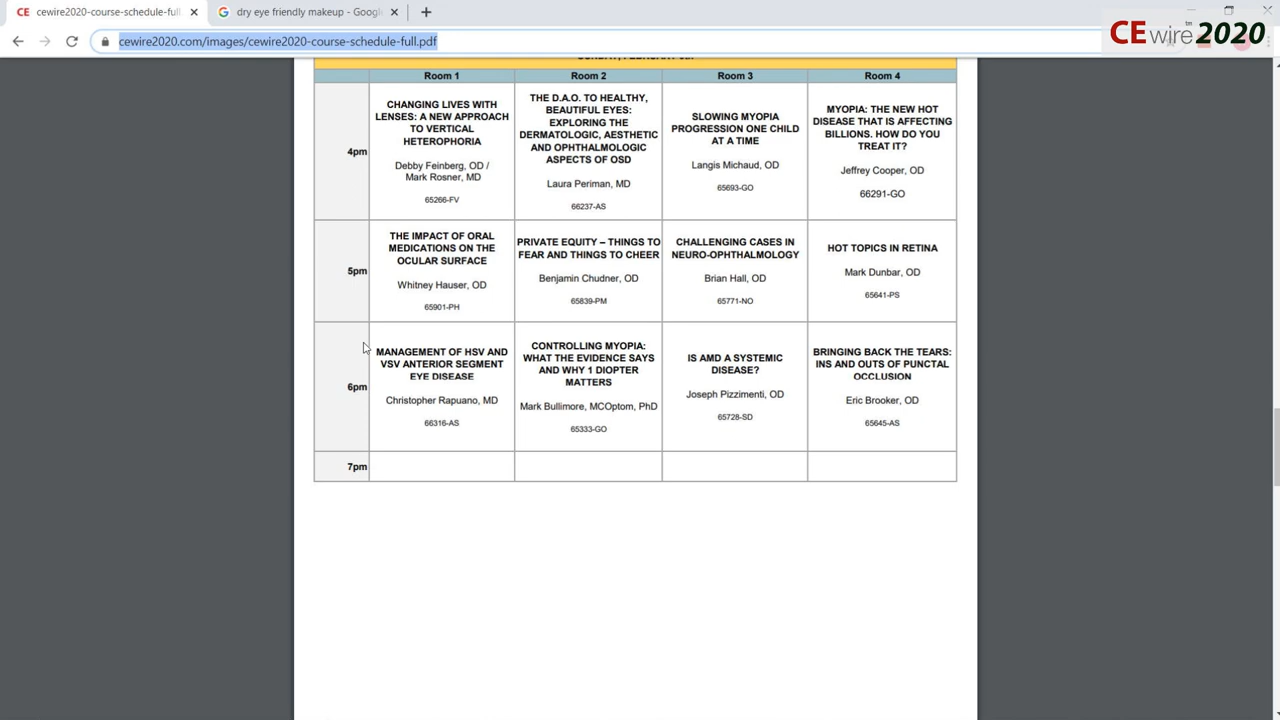 cewire2020-course-schedule-full.
dry eye friendly makeup - Google
cewire2020.com/images/cewire2020-course-schedule-full.pdf
CEwire2020
Room 1
Room 2
Room 3
Room 4
4pm
CHANGING LIVES WITH
LENSES: A NEW APPROACH
TO VERTICAL
HETEROPHORIA
Debby Feinberg, OD /
Mark Rosner, MD
65266-FV
THE D.A.O. TO HEALTHY,
BEAUTIFUL EYES:
EXPLORING THE
DERMATOLOGIC, AESTHETIC
AND OPHTHALMOLOGIC
ASPECTS OF OSD
Laura Periman, MD
66237-AS
SLOWING MYOPIA
PROGRESSION ONE CHILD
AT A TIME
Langis Michaud, OD
65693-GO
MYOPIA: THE NEW HOT
DISEASE THAT IS AFFECTING
BILLIONS. HOW DO YOU
TREAT IT?
Jeffrey Cooper, OD
66291-GO
5pm
THE IMPACT OF ORAL
MEDICATIONS ON THE
OCULAR SURFACE
Whitney Hauser, OD
65901-PH
PRIVATE EQUITY – THINGS TO
FEAR AND THINGS TO CHEER
Benjamin Chudner, OD
65839-PM
CHALLENGING CASES IN
NEURO-OPHTHALMOLOGY
Brian Hall, OD
65771-NO
HOT TOPICS IN RETINA
Mark Dunbar, OD
65641-PS
6pm
MANAGEMENT OF HSV AND
VSV ANTERIOR SEGMENT
EYE DISEASE
Christopher Rapuano, MD
66316-AS
CONTROLLING MYOPIA:
WHAT THE EVIDENCE SAYS
AND WHY 1 DIOPTER
MATTERS
Mark Bullimore, MCOptom, PhD
65333-GO
IS AMD A SYSTEMIC
DISEASE?
Joseph Pizzimenti, OD
65728-SD
BRINGING BACK THE TEARS:
INS AND OUTS OF PUNCTAL
OCCLUSION
Eric Brooker, OD
65645-AS
7pm